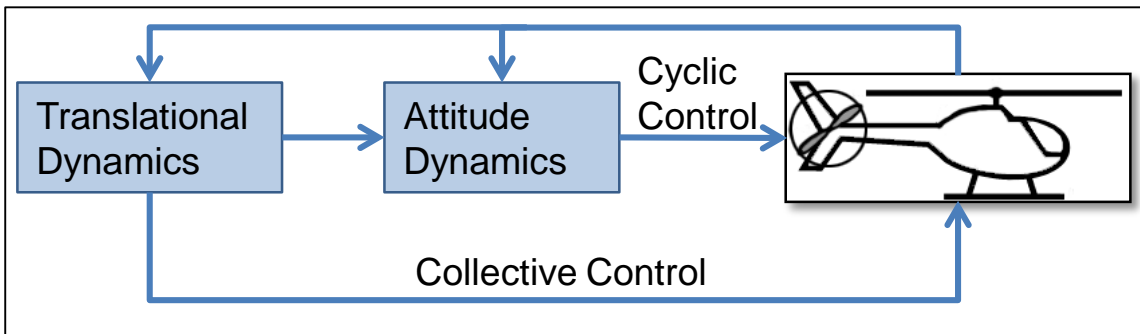 Translational
Dynamics
Attitude
Dynamics
Cyclic
Control
Collective Control